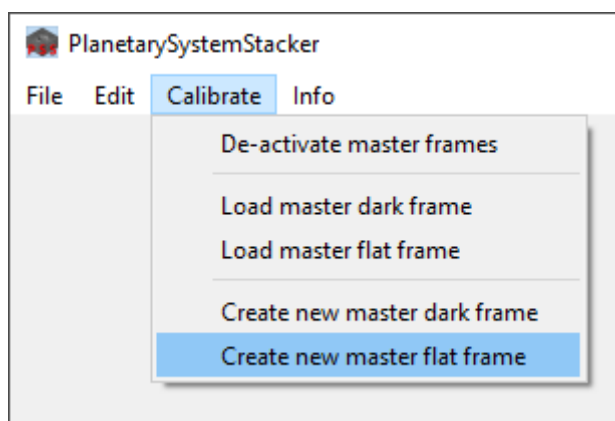 PlanetarySystemStacker
File Edit Calibrate Info
De-activate master frames
Load master dark frame
Load master flat frame
Create new master dark frame
Create new master flat frame